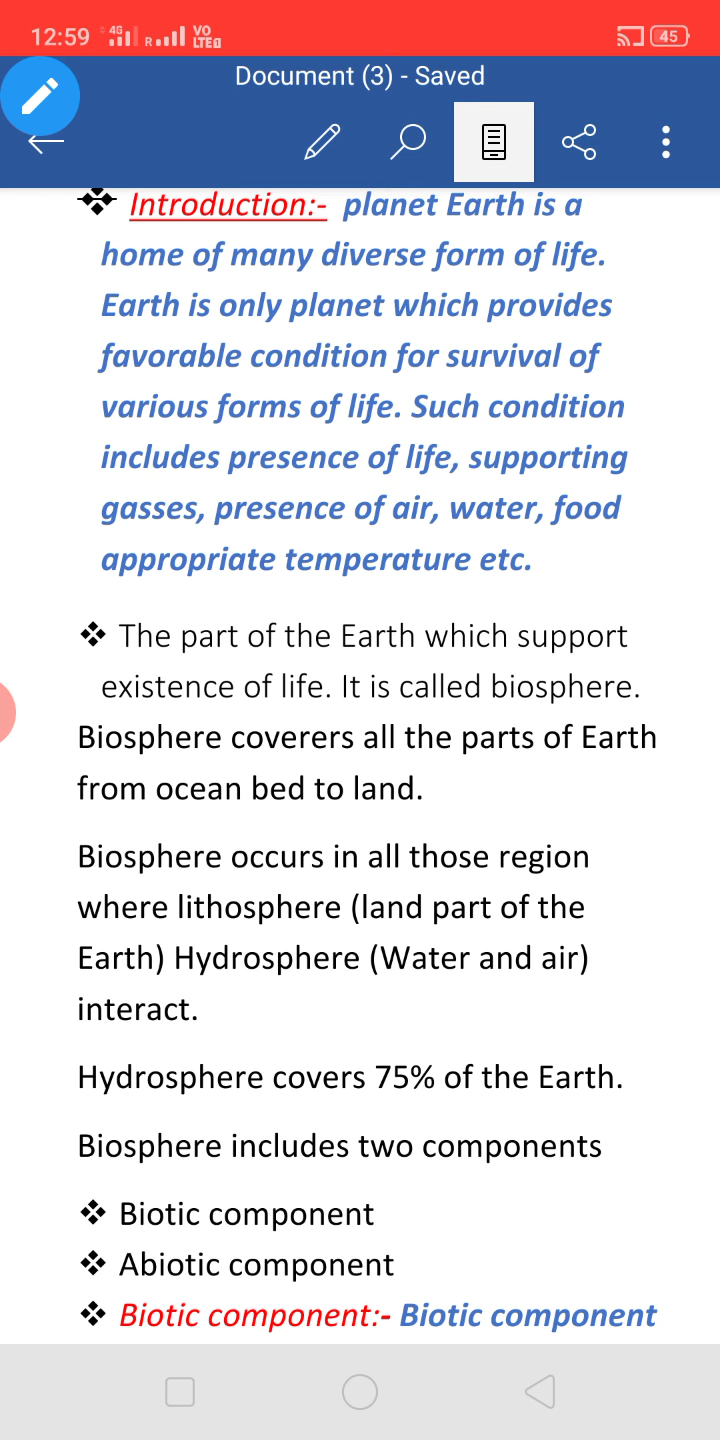 12:59 4G R VO LTE 45
Document (3) - Saved
Introduction:- planet Earth is a
home of many diverse form of life.
Earth is only planet which provides
favorable condition for survival of
various forms of life. Such condition
includes presence of life, supporting
gasses, presence of air, water, food
appropriate temperature etc.
❖ The part of the Earth which support
existence of life. It is called biosphere.
Biosphere coverers all the parts of Earth
from ocean bed to land.
Biosphere occurs in all those region
where lithosphere (land part of the
Earth) Hydrosphere (Water and air)
interact.
Hydrosphere covers 75% of the Earth.
Biosphere includes two components
❖ Biotic component
❖ Abiotic component
❖ Biotic component:- Biotic component